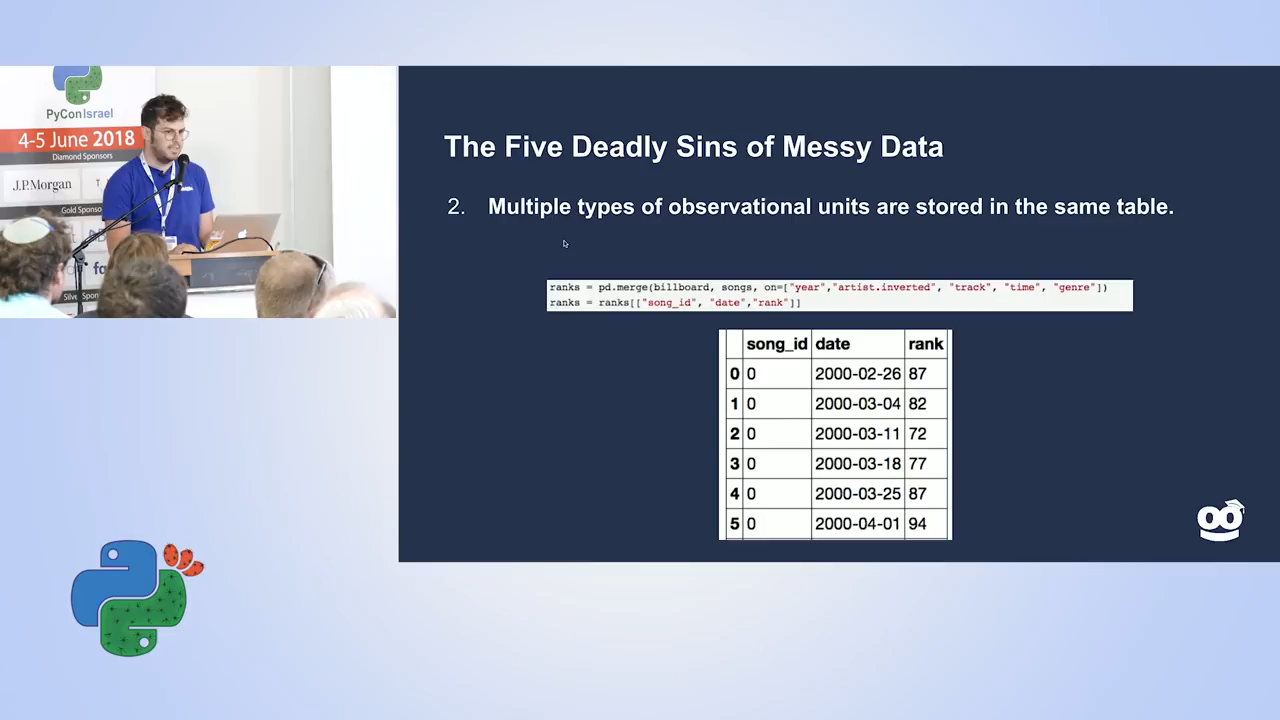 PyConIsrael
4-5 June 2018
Diamond Sponsors
J.P.Morgan
T
Gold Sponso
fa
Silver Spon
The Five Deadly Sins of Messy Data
2. Multiple types of observational units are stored in the same table.
ranks = pd.merge(billboard, songs, on=["year","artist.inverted", "track", "time", "genre"])
ranks = ranks[["song_id", "date","rank"]]
song_id date rank
0 0 2000-02-26 87
1 0 2000-03-04 82
2 0 2000-03-11 72
3 0 2000-03-18 77
4 0 2000-03-25 87
5 0 2000-04-01 94